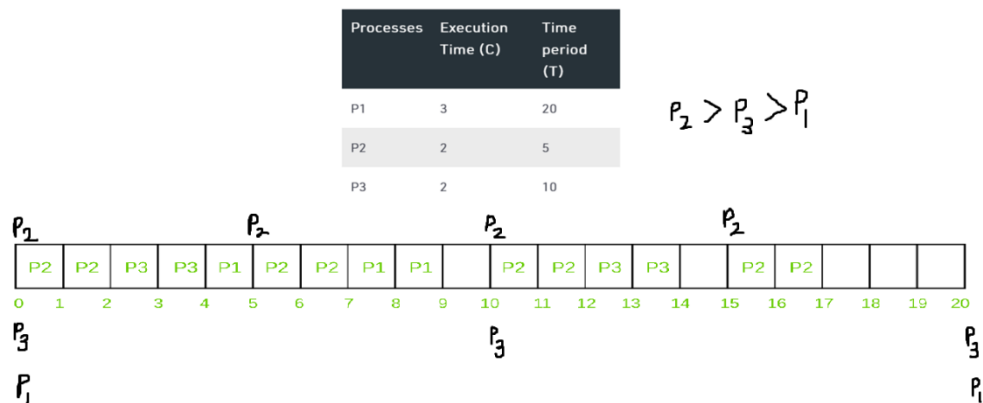 Processes Execution Time (C) Time period (T)
P1 3 20
P2 2 5
P3 2 10
P2 > P3 > P1
P2 P2 P2 P2
P2 P2 P3 P3 P1 P2 P2 P1 P1 P2 P2 P3 P3 P2 P2
0 1 2 3 4 5 6 7 8 9 10 11 12 13 14 15 16 17 18 19 20
P3 P3 P3
P1 P1